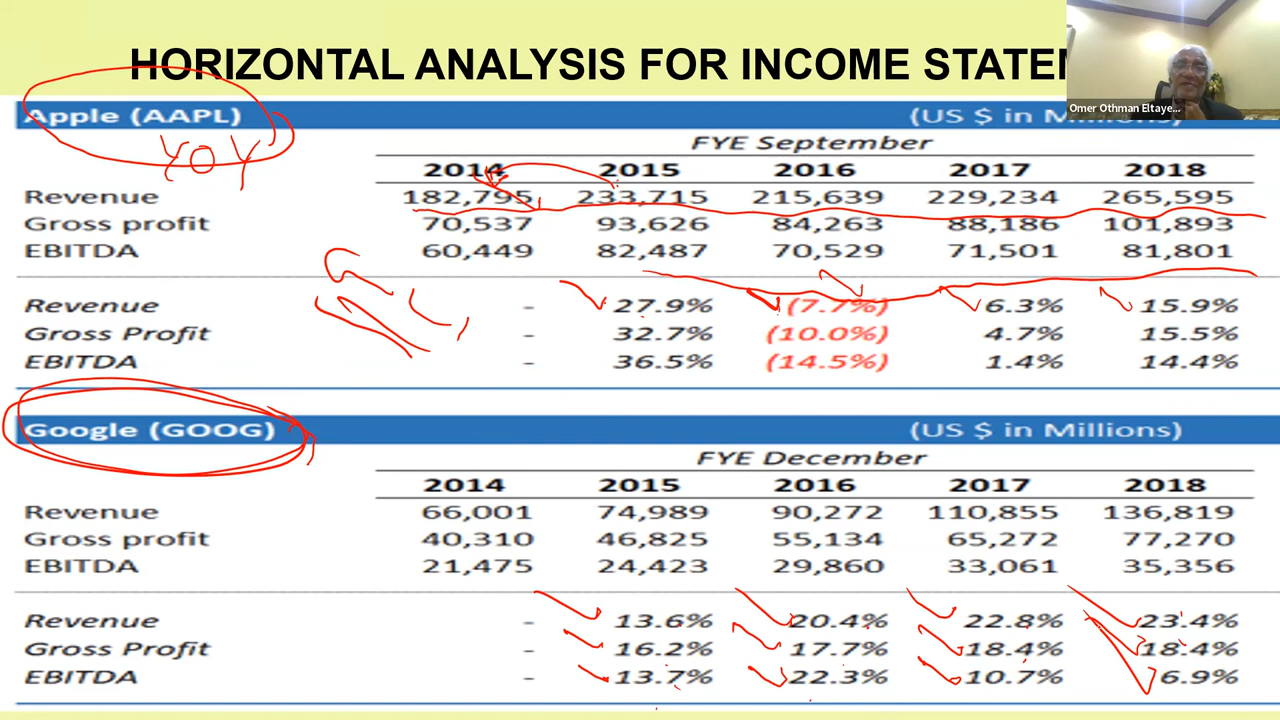 HORIZONTAL ANALYSIS FOR INCOME STATEM
Omer Othman Eltaye...
Apple (AAPL) (US $ in Millions)
YOY
FYE September
2014 2015 2016 2017 2018
Revenue 182,795 233,715 215,639 229,234 265,595
Gross profit 70,537 93,626 84,263 88,186 101,893
EBITDA 60,449 82,487 70,529 71,501 81,801
Revenue - 27.9% (7.7%) 6.3% 15.9%
Gross Profit - 32.7% (10.0%) 4.7% 15.5%
EBITDA - 36.5% (14.5%) 1.4% 14.4%
Google (GOOG) (US $ in Millions)
FYE December
2014 2015 2016 2017 2018
Revenue 66,001 74,989 90,272 110,855 136,819
Gross profit 40,310 46,825 55,134 65,272 77,270
EBITDA 21,475 24,423 29,860 33,061 35,356
Revenue - 13.6% 20.4% 22.8% 23.4%
Gross Profit - 16.2% 17.7% 18.4% 18.4%
EBITDA - 13.7% 22.3% 10.7% 6.9%